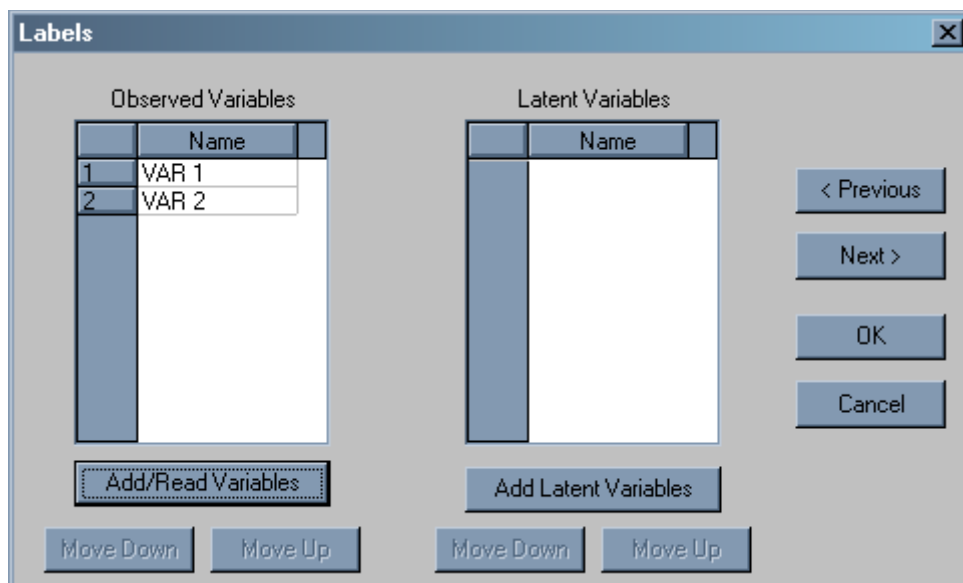 Labels
Observed Variables
Latent Variables
Name
1 VAR 1
2 VAR 2
Name
< Previous
Next >
OK
Cancel
Add/Read Variables
Add Latent Variables
Move Down Move Up
Move Down Move Up